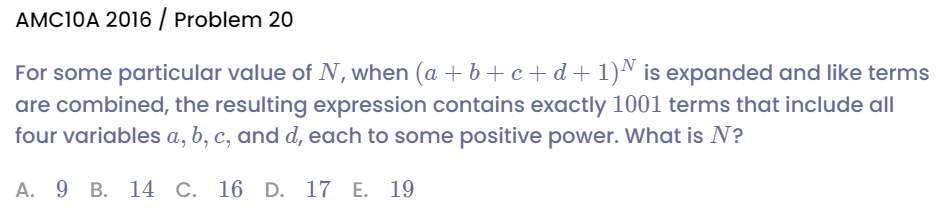 AMC10A 2016 / Problem 20
For some particular value of N, when (a + b + c + d + 1)^N is expanded and like terms
are combined, the resulting expression contains exactly 1001 terms that include all
four variables a, b, c, and d, each to some positive power. What is N?
A. 9 B. 14 C. 16 D. 17 E. 19